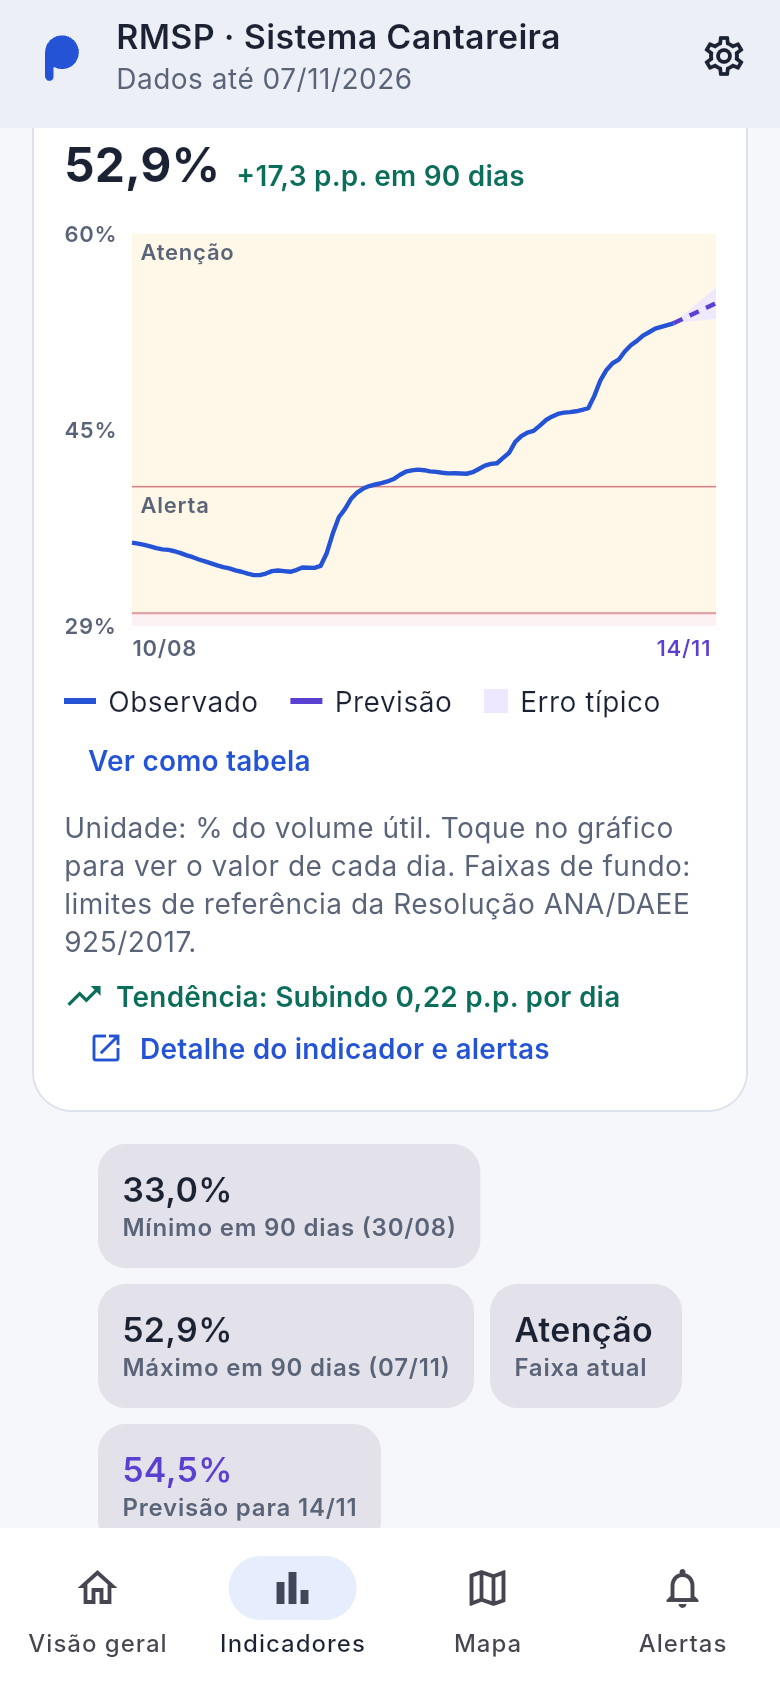 RMSP · Sistema Cantareira
Dados até 07/11/2026
52,9% +17,3 p.p. em 90 dias
60%
Atenção
45%
Alerta
29%
10/08 14/11
Observado Previsão Erro típico
Ver como tabela
Unidade: % do volume útil. Toque no gráfico
para ver o valor de cada dia. Faixas de fundo:
limites de referência da Resolução ANA/DAEE
925/2017.
Tendência: Subindo 0,22 p.p. por dia
Detalhe do indicador e alertas
33,0%
Mínimo em 90 dias (30/08)
52,9%
Máximo em 90 dias (07/11)
Atenção
Faixa atual
54,5%
Previsão para 14/11
Visão geral Indicadores Mapa Alertas